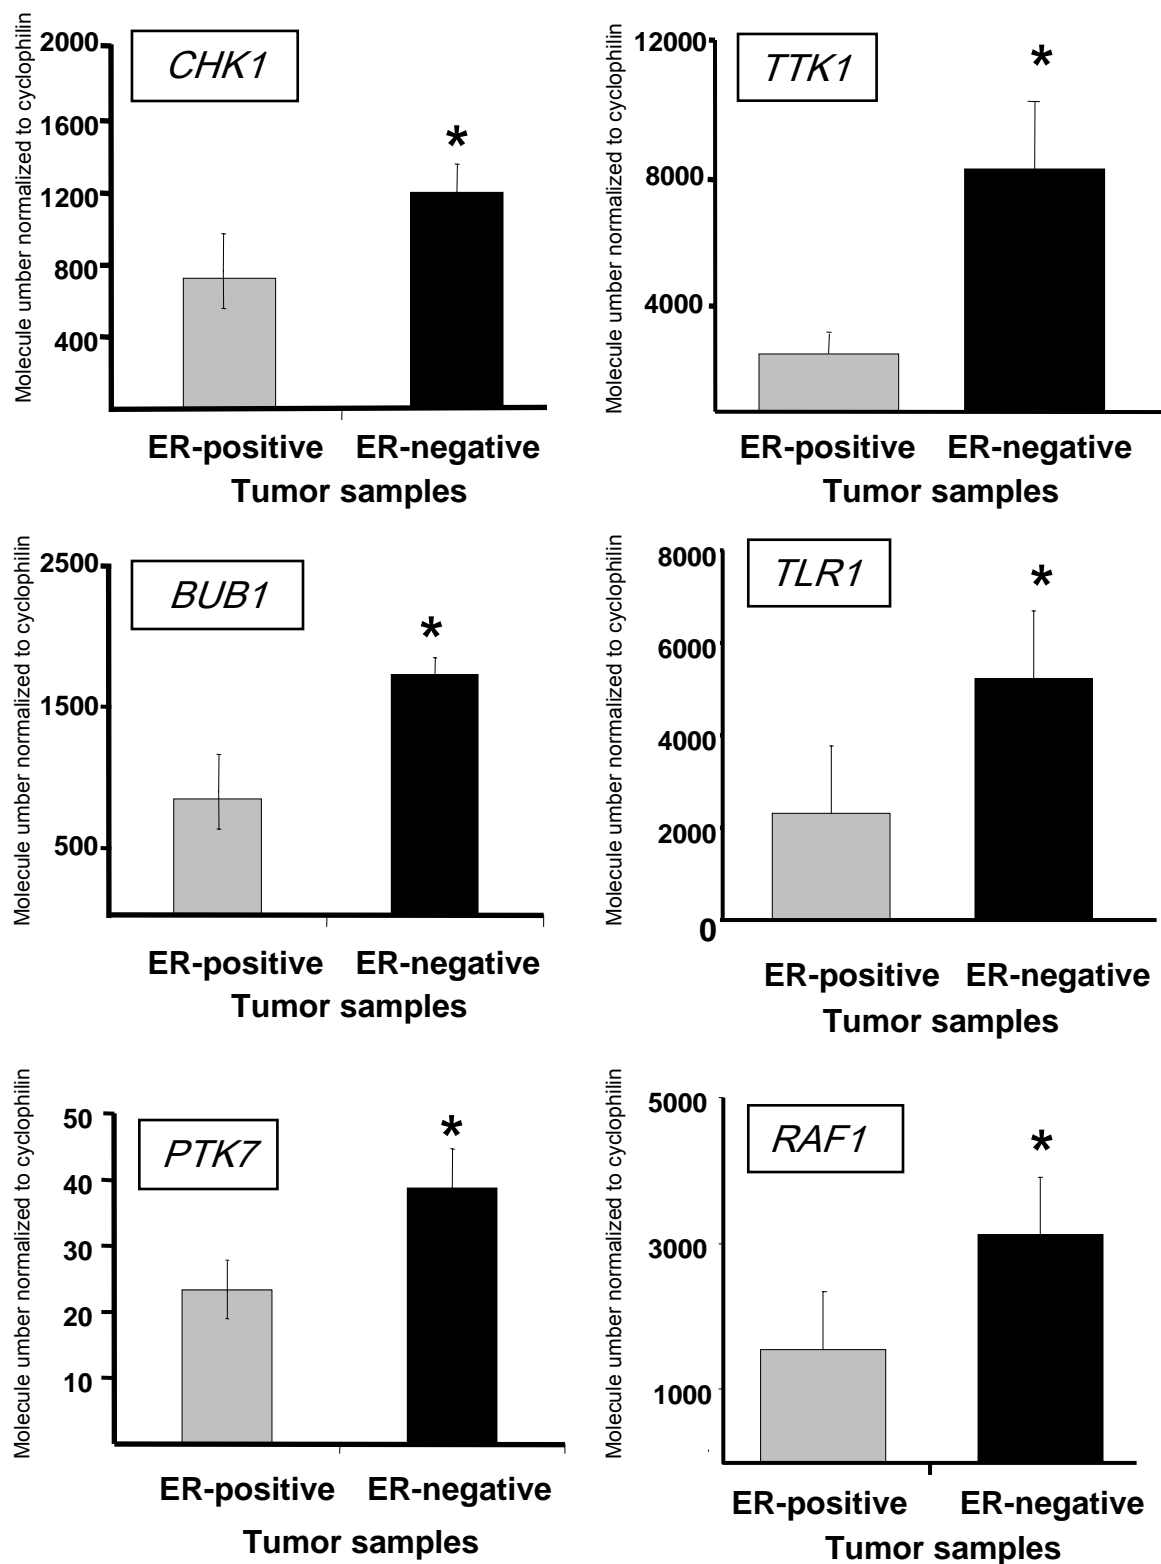 Molecule umber normalized to cyclophilin
CHK1
2000
1600
1200
800
400
*
ER-positive ER-negative
Tumor samples
Molecule umber normalized to cyclophilin
TTK1
12000
8000
4000
*
ER-positive ER-negative
Tumor samples
Molecule umber normalized to cyclophilin
BUB1
2500
1500
500
*
ER-positive ER-negative
Tumor samples
Molecule umber normalized to cyclophilin
TLR1
8000
6000
4000
2000
0
*
ER-positive ER-negative
Tumor samples
Molecule umber normalized to cyclophilin
PTK7
50
40
30
20
10
*
ER-positive ER-negative
Tumor samples
Molecule umber normalized to cyclophilin
RAF1
5000
3000
1000
*
ER-positive ER-negative
Tumor samples